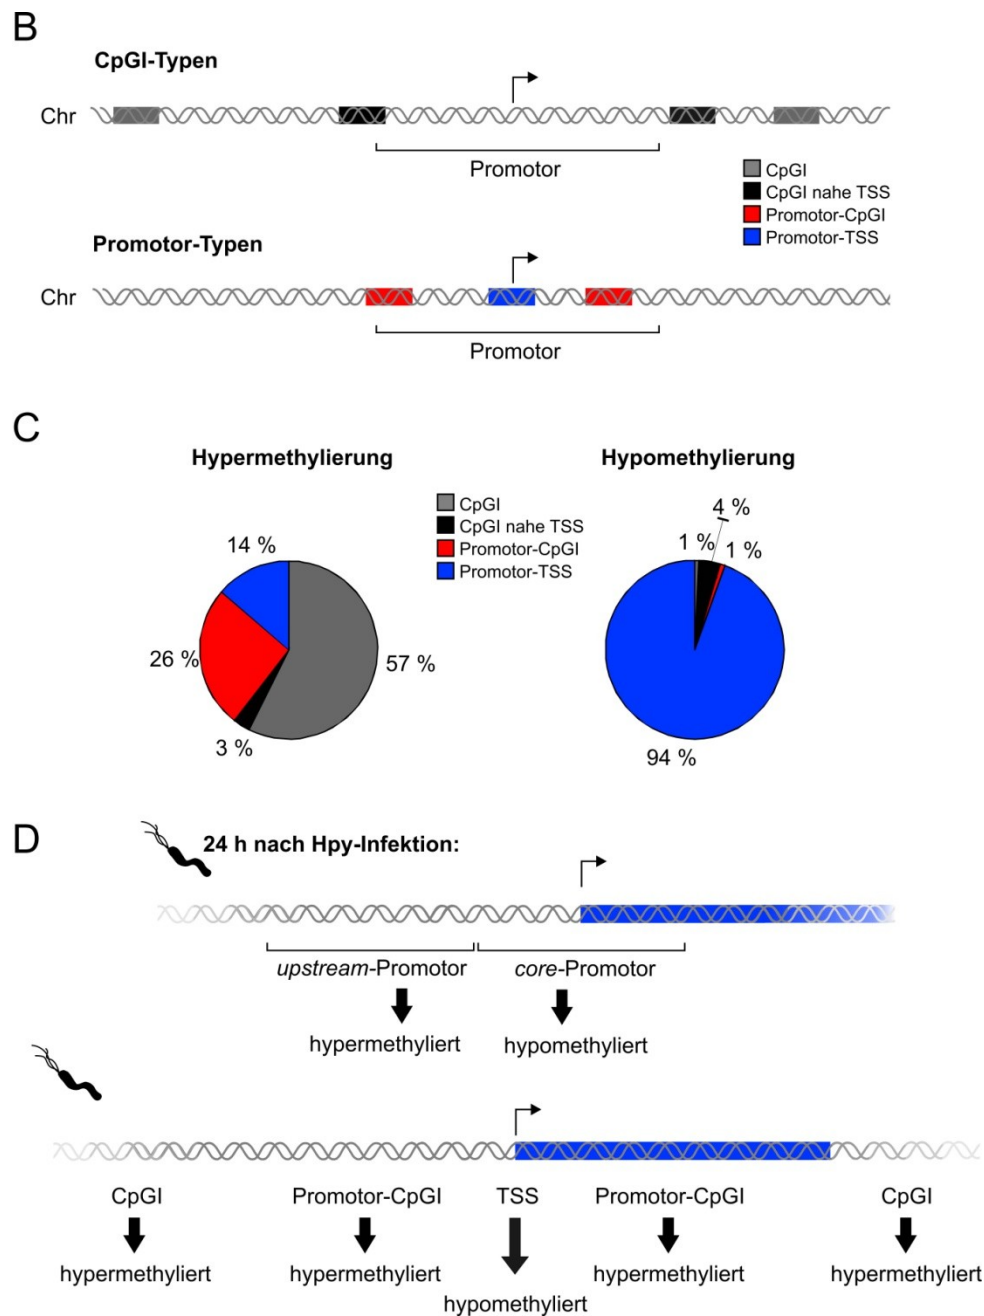 B
CpGI-Typen
Chr
Promotor
CpGI
CpGI nahe TSS
Promotor-CpGI
Promotor-TSS
Promotor-Typen
Chr
Promotor
C
Hypermethylierung
Hypomethylierung
CpGI
CpGI nahe TSS
Promotor-CpGI
Promotor-TSS
14 %
26 %
57 %
3 %
4 %
1 %
1 %
94 %
D
24 h nach Hpy-Infektion:
upstream-Promotor
core-Promotor
hypermethyliert
hypomethyliert
CpGI
Promotor-CpGI
TSS
Promotor-CpGI
CpGI
hypermethyliert
hypermethyliert
hypomethyliert
hypermethyliert
hypermethyliert